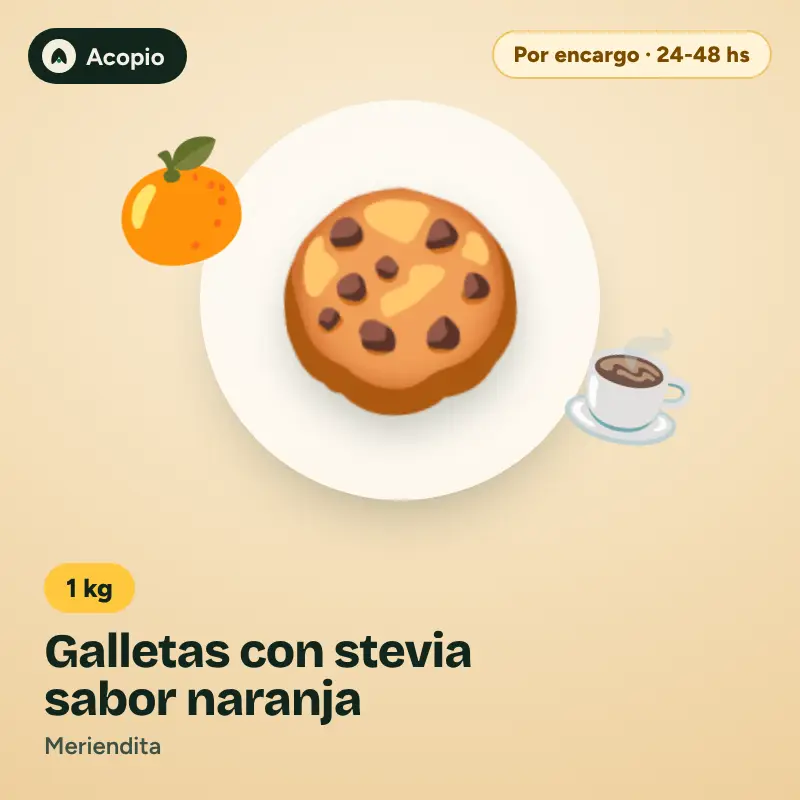 Acopio
Por encargo · 24-48 hs
1 kg
Galletas con stevia
sabor naranja
Meriendita